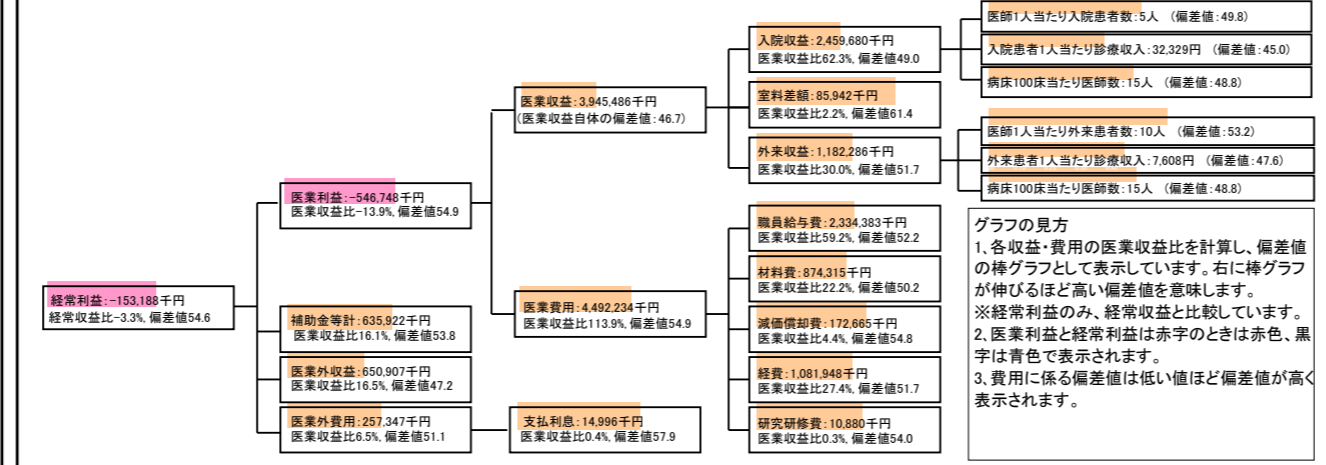 経常利益:-153,188千円
経常収益比-3.3%, 偏差値54.6
医業利益:-546,748千円
医業収益比-13.9%, 偏差値54.9
補助金等計:635,922千円
医業収益比16.1%, 偏差値53.8
医業外収益:650,907千円
医業収益比16.5%, 偏差値47.2
医業外費用:257,347千円
医業収益比6.5%, 偏差値51.1
医業収益:3,945,486千円
(医業収益自体の偏差値:46.7)
医業費用:4,492,234千円
医業収益比113.9%, 偏差値54.9
支払利息:14,996千円
医業収益比0.4%, 偏差値57.9
入院収益:2,459,680千円
医業収益比62.3%, 偏差値49.0
室料差額:85,942千円
医業収益比2.2%, 偏差値61.4
外来収益:1,182,286千円
医業収益比30.0%, 偏差値51.7
職員給与費:2,334,383千円
医業収益比59.2%, 偏差値52.2
材料費:874,315千円
医業収益比22.2%, 偏差値50.2
減価償却費:172,665千円
医業収益比4.4%, 偏差値54.8
経費:1,081,948千円
医業収益比27.4%, 偏差値51.7
研究研修費:10,880千円
医業収益比0.3%, 偏差値54.0
医師1人当たり入院患者数:5人 (偏差値:49.8)
入院患者1人当たり診療収入:32,329円 (偏差値:45.0)
病床100床当たり医師数:15人 (偏差値:48.8)
医師1人当たり外来患者数:10人 (偏差値:53.2)
外来患者1人当たり診療収入:7,608円 (偏差値:47.6)
病床100床当たり医師数:15人 (偏差値:48.8)
グラフの見方
1、各収益・費用の医業収益比を計算し、偏差値
の棒グラフとして表示しています。右に棒グラフ
が伸びるほど高い偏差値を意味します。
※経常利益のみ、経常収益と比較しています。
2、医業利益と経常利益は赤字のときは赤色、黒
字は青色で表示されます。
3、費用に係る偏差値は低い値ほど偏差値が高く
表示されます。